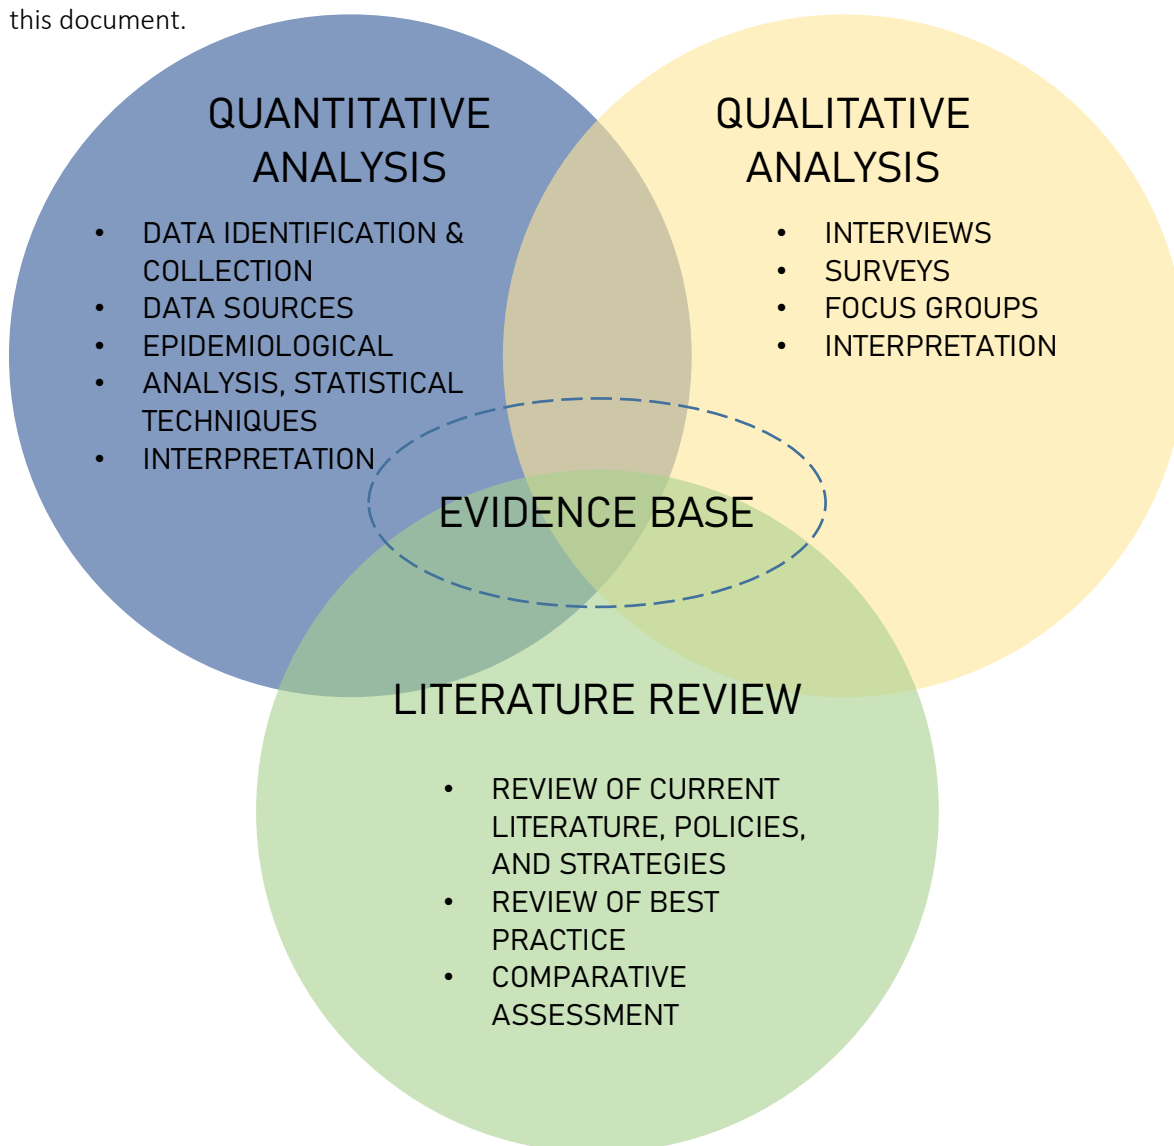 this document.
QUANTITATIVE
ANALYSIS
• DATA IDENTIFICATION &
COLLECTION
• DATA SOURCES
• EPIDEMIOLOGICAL
• ANALYSIS, STATISTICAL
TECHNIQUES
• INTERPRETATION
QUALITATIVE
ANALYSIS
• INTERVIEWS
• SURVEYS
• FOCUS GROUPS
• INTERPRETATION
EVIDENCE BASE
LITERATURE REVIEW
• REVIEW OF CURRENT
LITERATURE, POLICIES,
AND STRATEGIES
• REVIEW OF BEST
PRACTICE
• COMPARATIVE
ASSESSMENT